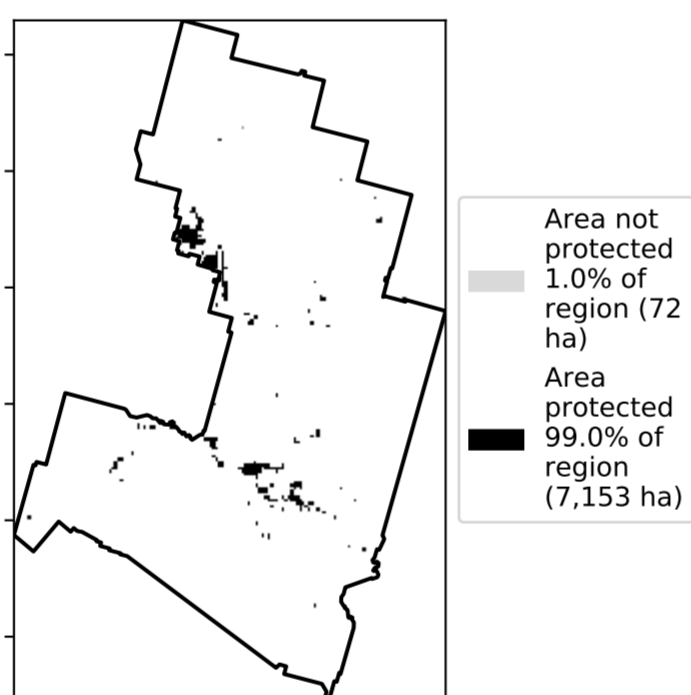 Area not
protected
1.0% of
region (72
ha)
Area
protected
99.0% of
region
(7,153 ha)